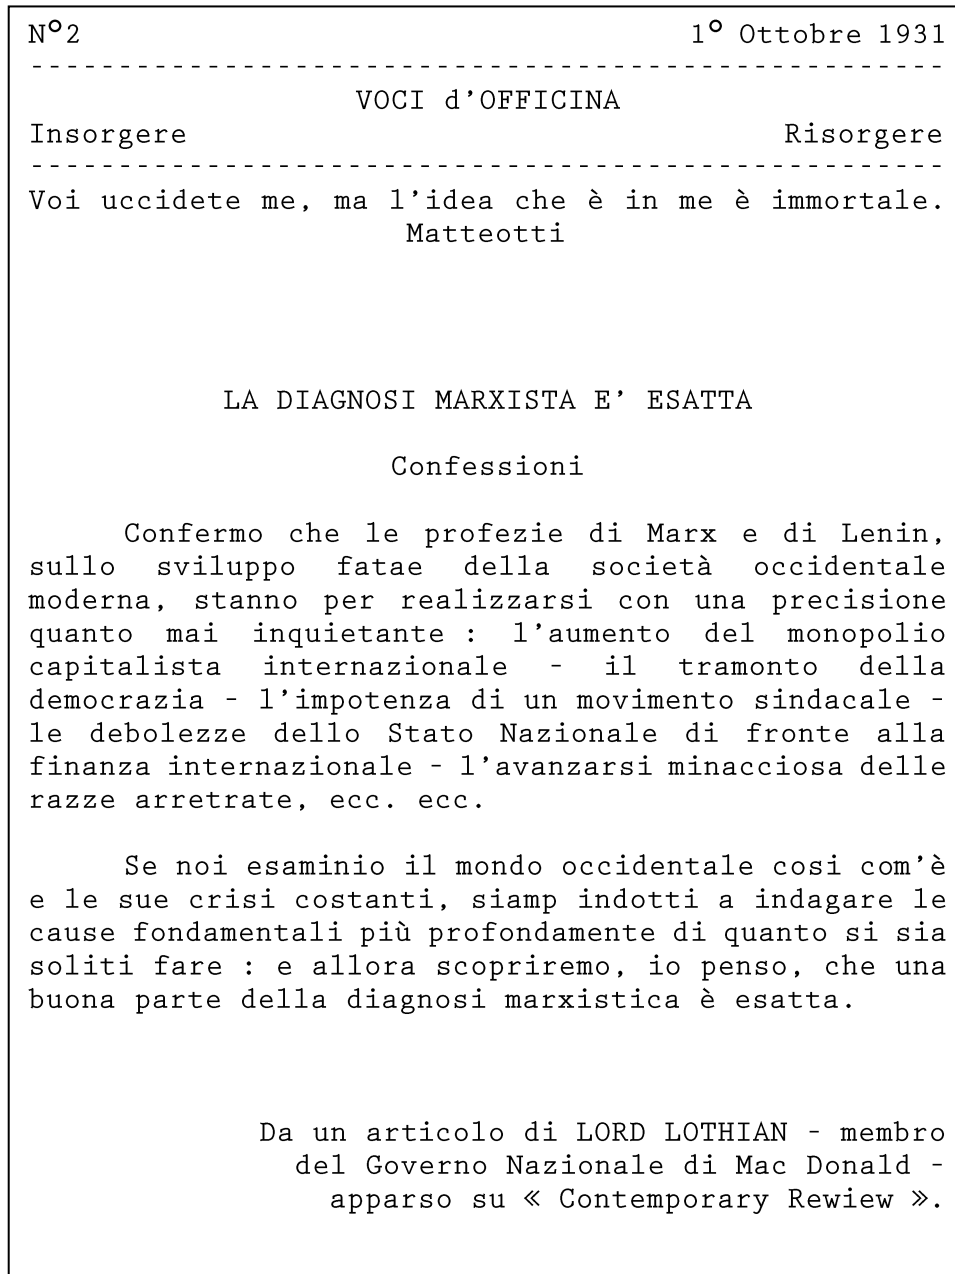 N°2 1° Ottobre 1931
-----------------------------------------------------
VOCI d'OFFICINA
Insorgere Risorgere
-----------------------------------------------------
Voi uccidete me, ma l'idea che è in me è immortale.
Matteotti
LA DIAGNOSI MARXISTA E' ESATTA
Confessioni
Confermo che le profezie di Marx e di Lenin,
sullo sviluppo fatae della società occidentale
moderna, stanno per realizzarsi con una precisione
quanto mai inquietante : l'aumento del monopolio
capitalista internazionale - il tramonto della
democrazia - l'impotenza di un movimento sindacale -
le debolezze dello Stato Nazionale di fronte alla
finanza internazionale - l'avanzarsi minacciosa delle
razze arretrate, ecc. ecc.
Se noi esaminio il mondo occidentale cosi com'è
e le sue crisi costanti, siamp indotti a indagare le
cause fondamentali più profondamente di quanto si sia
soliti fare : e allora scopriremo, io penso, che una
buona parte della diagnosi marxistica è esatta.
Da un articolo di LORD LOTHIAN - membro
del Governo Nazionale di Mac Donald -
apparso su « Contemporary Rewiew ».